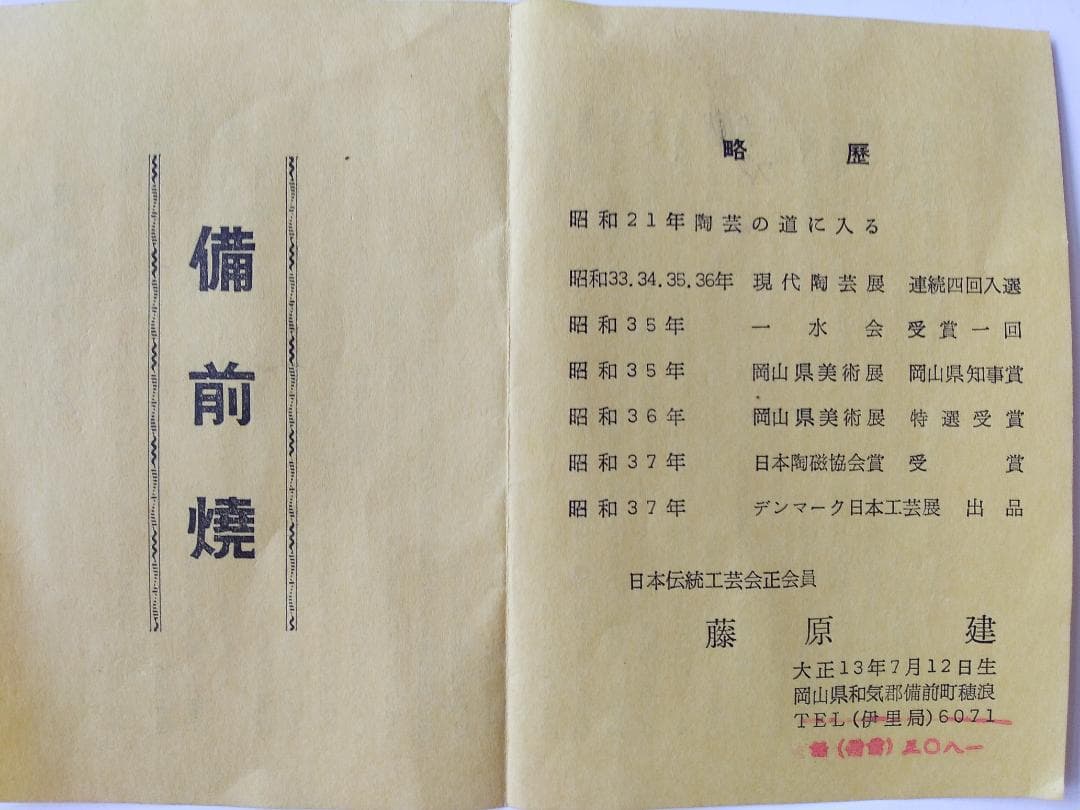 備前燒
略歴
昭和21年陶芸の道に入る
昭和33.34.35.36年 現代陶芸展 連続四回入選
昭和35年 一水会 受賞一回
昭和35年 岡山県美術展 岡山県知事賞
昭和36年 岡山県美術展 特選受賞
昭和37年 日本陶磁協会賞 受賞
昭和37年 デンマーク日本工芸展 出品
日本伝統工芸会正会員
藤原建
大正13年7月12日生
岡山県和気郡備前町穂浪
TEL(伊里局)6071
(備前)五〇八一